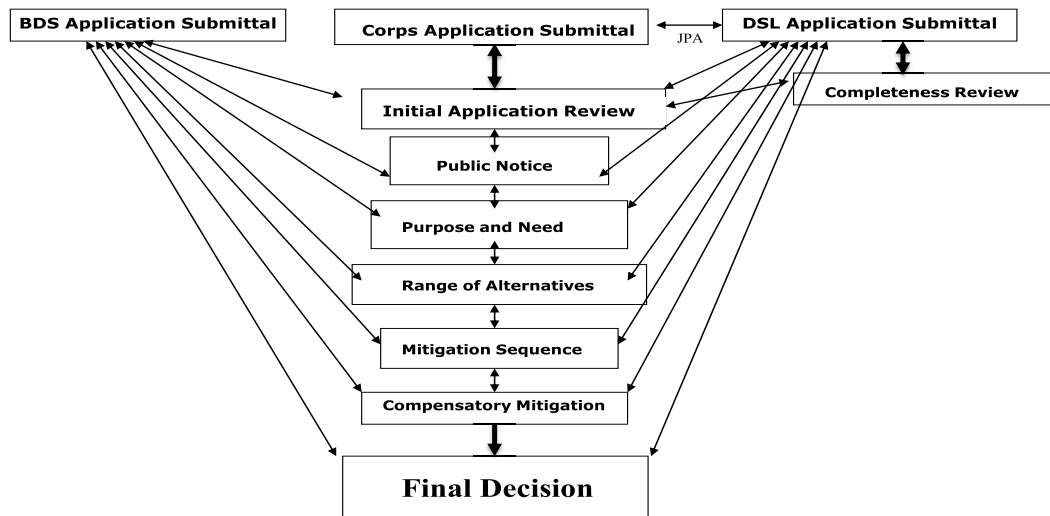 BDS Application Submittal
Corps Application Submittal
JPA
DSL Application Submittal
Completeness Review
Initial Application Review
Public Notice
Purpose and Need
Range of Alternatives
Mitigation Sequence
Compensatory Mitigation
Final Decision